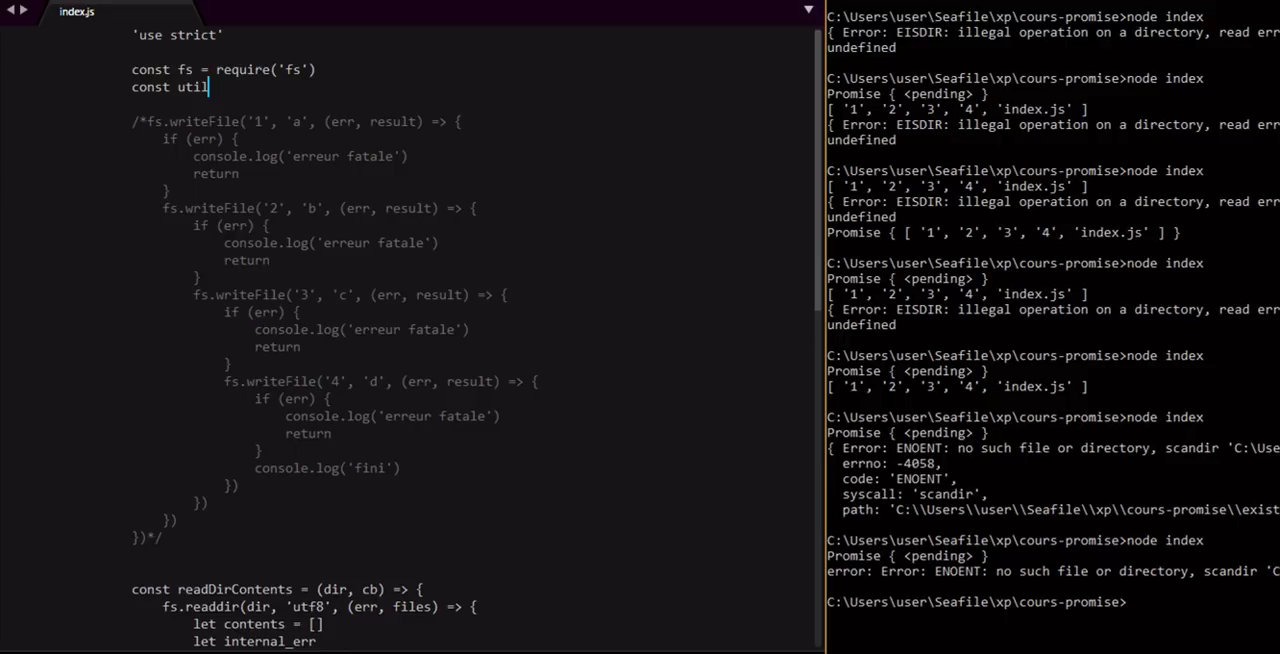 index.js
'use strict'
const fs = require('fs')
const util
/*fs.writeFile('1', 'a', (err, result) => {
if (err) {
console.log('erreur fatale')
return
}
fs.writeFile('2', 'b', (err, result) => {
if (err) {
console.log('erreur fatale')
return
}
fs.writeFile('3', 'c', (err, result) => {
if (err) {
console.log('erreur fatale')
return
}
fs.writeFile('4', 'd', (err, result) => {
if (err) {
console.log('erreur fatale')
return
}
console.log('fini')
})
})
})
})*/
const readDirContents = (dir, cb) => {
fs.readdir(dir, 'utf8', (err, files) => {
let contents = []
let internal_err
C:\Users\user\Seafile\xp\cours-promise>node index
{ Error: EISDIR: illegal operation on a directory, read err
undefined
C:\Users\user\Seafile\xp\cours-promise>node index
Promise { <pending> }
[ '1', '2', '3', '4', 'index.js' ]
{ Error: EISDIR: illegal operation on a directory, read err
undefined
C:\Users\user\Seafile\xp\cours-promise>node index
[ '1', '2', '3', '4', 'index.js' ]
{ Error: EISDIR: illegal operation on a directory, read err
undefined
Promise { [ '1', '2', '3', '4', 'index.js' ] }
C:\Users\user\Seafile\xp\cours-promise>node index
Promise { <pending> }
[ '1', '2', '3', '4', 'index.js' ]
{ Error: EISDIR: illegal operation on a directory, read err
undefined
C:\Users\user\Seafile\xp\cours-promise>node index
Promise { <pending> }
[ '1', '2', '3', '4', 'index.js' ]
C:\Users\user\Seafile\xp\cours-promise>node index
Promise { <pending> }
{ Error: ENOENT: no such file or directory, scandir 'C:\Use
errno: -4058,
code: 'ENOENT',
syscall: 'scandir',
path: 'C:\\Users\\user\\Seafile\\xp\\cours-promise\\exist
C:\Users\user\Seafile\xp\cours-promise>node index
Promise { <pending> }
error: Error: ENOENT: no such file or directory, scandir 'C
C:\Users\user\Seafile\xp\cours-promise>